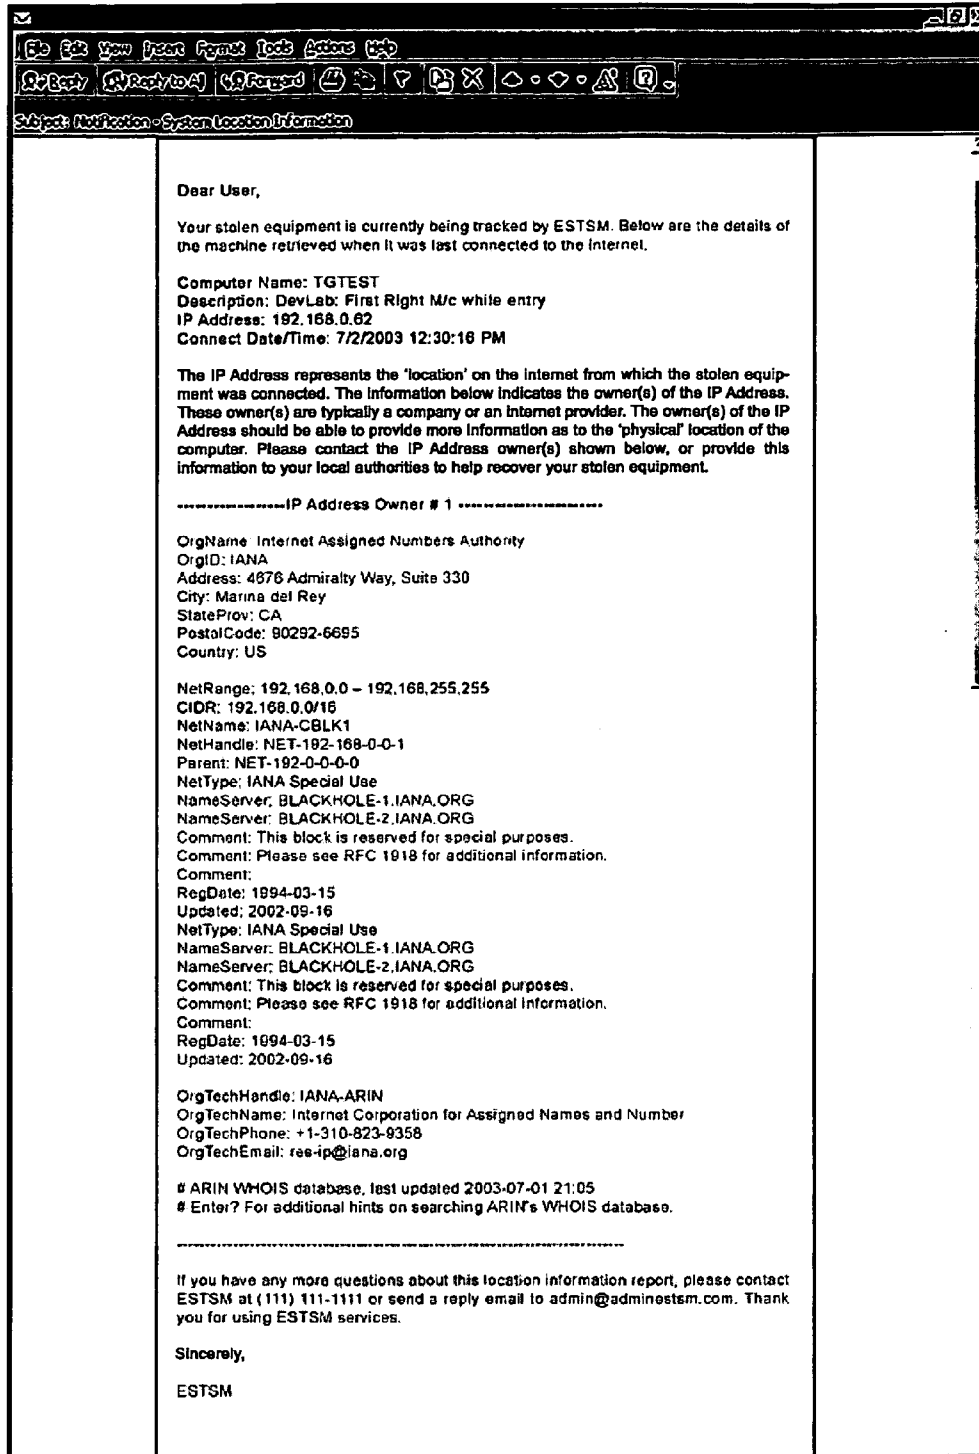 File Edit View Insert Format Tools Actions Help
Reply Reply to All Forward
Subject: Notification - System Location Information
Dear User,
Your stolen equipment is currently being tracked by ESTSM. Below are the details of
the machine retrieved when it was last connected to the Internet.
Computer Name: TGTEST
Description: DevLab: First Right M/c while entry
IP Address: 192.168.0.62
Connect Date/Time: 7/2/2003 12:30:16 PM
The IP Address represents the 'location' on the internet from which the stolen equip-
ment was connected. The information below indicates the owner(s) of the IP Address.
These owner(s) are typically a company or an internet provider. The owner(s) of the IP
Address should be able to provide more information as to the 'physical' location of the
computer. Please contact the IP Address owner(s) shown below, or provide this
information to your local authorities to help recover your stolen equipment.
------------------IP Address Owner # 1 ------------------------
OrgName: Internet Assigned Numbers Authority
OrgID: IANA
Address: 4676 Admiralty Way, Suite 330
City: Marina del Rey
StateProv: CA
PostalCode: 90292-6695
Country: US
NetRange: 192.168.0.0 – 192.168.255.255
CIDR: 192.168.0.0/16
NetName: IANA-CBLK1
NetHandle: NET-192-168-0-0-1
Parent: NET-192-0-0-0-0
NetType: IANA Special Use
NameServer: BLACKHOLE-1.IANA.ORG
NameServer: BLACKHOLE-2.IANA.ORG
Comment: This block is reserved for special purposes.
Comment: Please see RFC 1918 for additional information.
Comment:
RegDate: 1994-03-15
Updated: 2002-09-16
NetType: IANA Special Use
NameServer: BLACKHOLE-1.IANA.ORG
NameServer: BLACKHOLE-2.IANA.ORG
Comment: This block is reserved for special purposes.
Comment: Please see RFC 1918 for additional information.
Comment:
RegDate: 1994-03-15
Updated: 2002-09-16
OrgTechHandle: IANA-ARIN
OrgTechName: Internet Corporation for Assigned Names and Number
OrgTechPhone: +1-310-823-9358
OrgTechEmail: res-ip@iana.org
# ARIN WHOIS database, last updated 2003-07-01 21:05
# Enter? For additional hints on searching ARIN's WHOIS database.
------------------------------------------------------------------
If you have any more questions about this location information report, please contact
ESTSM at (111) 111-1111 or send a reply email to admin@adminestsm.com. Thank
you for using ESTSM services.
Sincerely,
ESTSM